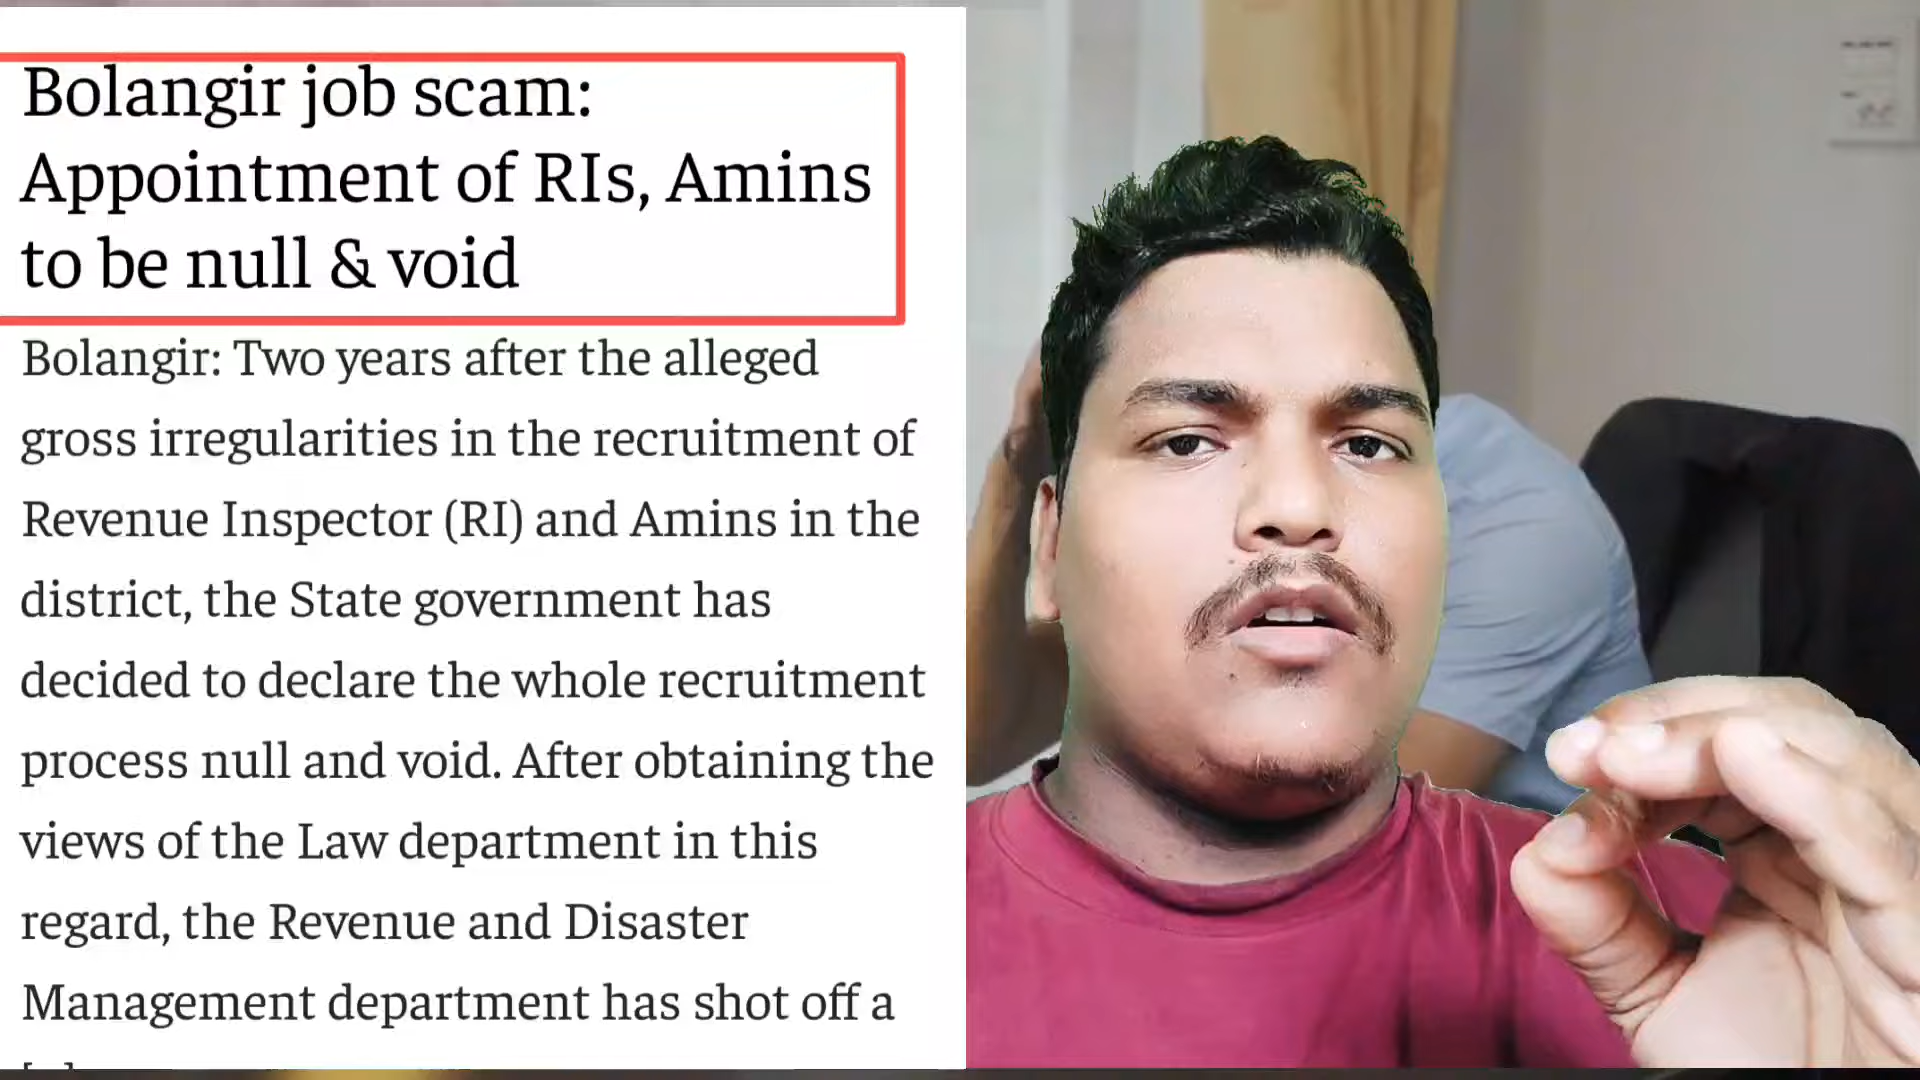 Bolangir job scam:
Appointment of RIs, Amins
to be null & void
Bolangir: Two years after the alleged
gross irregularities in the recruitment of
Revenue Inspector (RI) and Amins in the
district, the State government has
decided to declare the whole recruitment
process null and void. After obtaining the
views of the Law department in this
regard, the Revenue and Disaster
Management department has shot off a